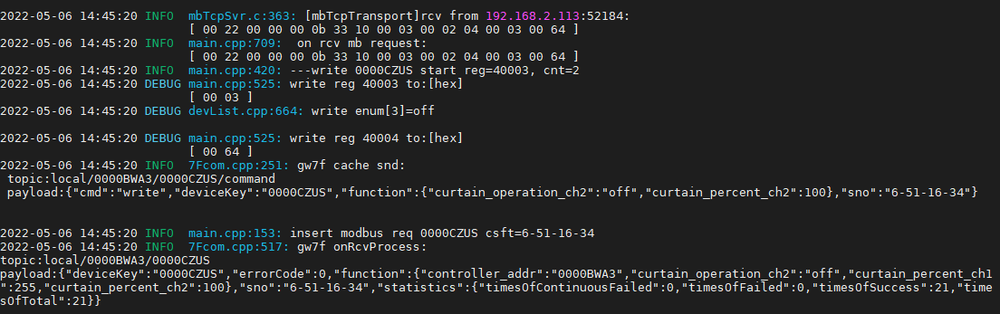 2022-05-06 14:45:20 INFO  mbTcpSvr.c:363: [mbTcpTransport]rcv from 192.168.2.113:52184:
[ 00 22 00 00 00 0b 33 10 00 03 00 02 04 00 03 00 64 ]
2022-05-06 14:45:20 INFO  main.cpp:709:  on rcv mb request:
[ 00 22 00 00 00 0b 33 10 00 03 00 02 04 00 03 00 64 ]
2022-05-06 14:45:20 INFO  main.cpp:420: ---write 0000CZUS start reg=40003, cnt=2
2022-05-06 14:45:20 DEBUG main.cpp:525: write reg 40003 to:[hex]
[ 00 03 ]
2022-05-06 14:45:20 DEBUG devList.cpp:664: write enum[3]=off
2022-05-06 14:45:20 DEBUG main.cpp:525: write reg 40004 to:[hex]
[ 00 64 ]
2022-05-06 14:45:20 INFO  7Fcom.cpp:251: gw7f cache snd:
topic:local/0000BWA3/0000CZUS/command
payload:{"cmd":"write","deviceKey":"0000CZUS","function":{"curtain_operation_ch2":"off","curtain_percent_ch2":100},"sno":"6-51-16-34"}
2022-05-06 14:45:20 INFO  main.cpp:153: insert modbus req 0000CZUS csft=6-51-16-34
2022-05-06 14:45:20 INFO  7Fcom.cpp:517: gw7f onRcvProcess:
topic:local/0000BWA3/0000CZUS
payload:{"deviceKey":"0000CZUS","errorCode":0,"function":{"controller_addr":"0000BWA3","curtain_operation_ch2":"off","curtain_percent_ch1
":255,"curtain_percent_ch2":100},"sno":"6-51-16-34","statistics":{"timesOfContinuousFailed":0,"timesOfFailed":0,"timesOfSuccess":21,"time
sOfTotal":21}}